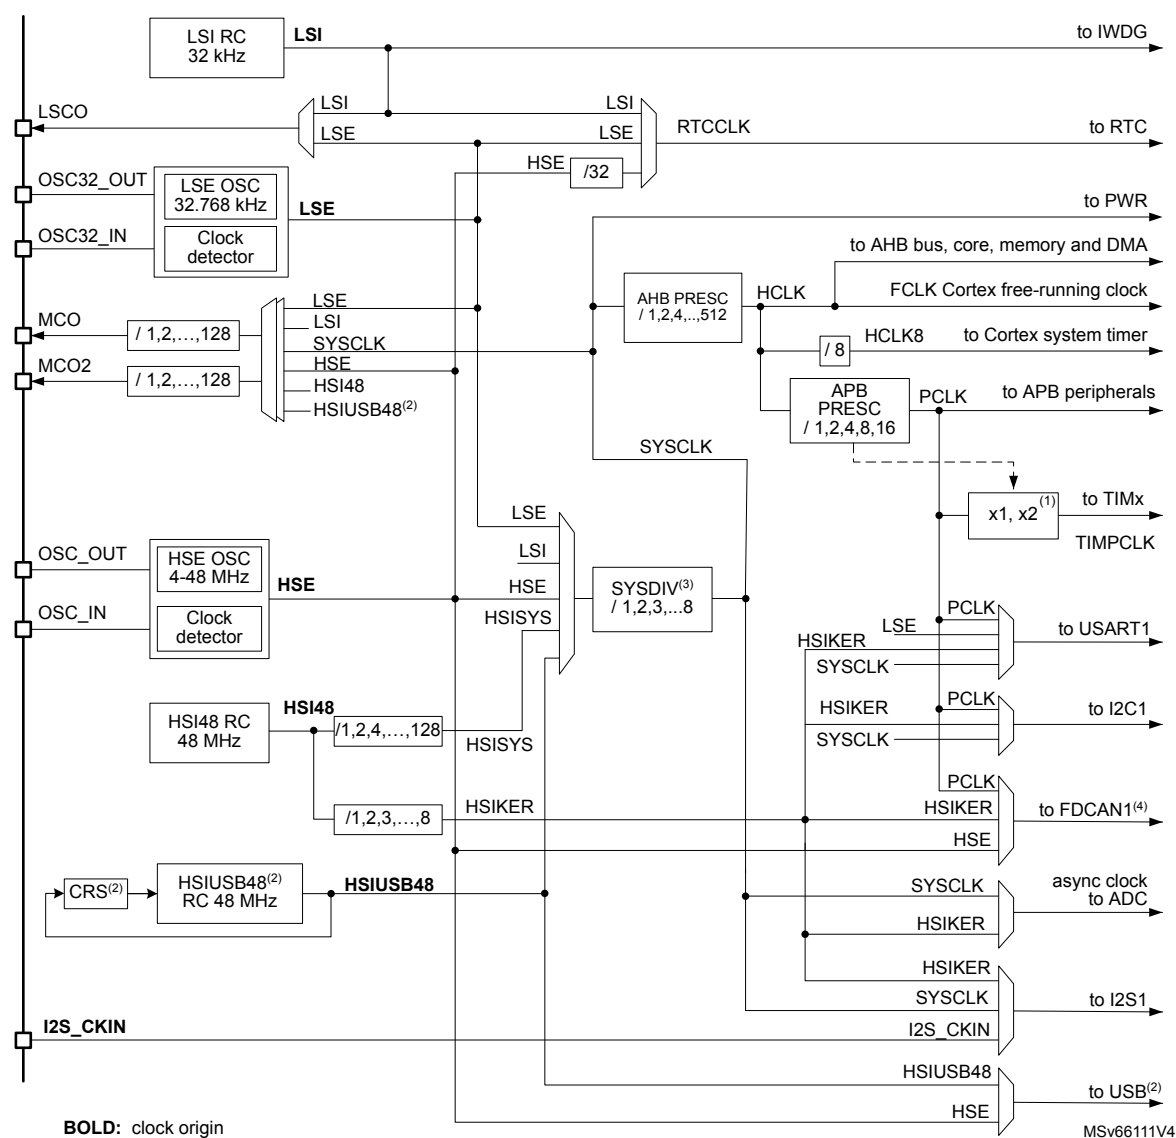 LSI RC
32 kHz
LSI
to IWDG
LSCO
LSI
LSE
LSI
LSE
HSE
/32
RTCCLK
to RTC
OSC32_OUT
LSE OSC
32.768 kHz
LSE
OSC32_IN
Clock
detector
to PWR
to AHB bus, core, memory and DMA
AHB PRESC
/ 1,2,4,..,512
HCLK
FCLK Cortex free-running clock
MCO
/ 1,2,…,128
LSE
LSI
SYSCLK
HSE
HSI48
HSIUSB48(2)
MCO2
/ 1,2,…,128
/ 8
HCLK8
to Cortex system timer
APB
PRESC
/ 1,2,4,8,16
PCLK
to APB peripherals
SYSCLK
x1, x2(1)
to TIMx
TIMPCLK
OSC_OUT
HSE OSC
4-48 MHz
HSE
OSC_IN
Clock
detector
LSE
LSI
HSE
HSISYS
SYSDIV(3)
/ 1,2,3,...8
PCLK
LSE
HSIKER
SYSCLK
to USART1
HSI48 RC
48 MHz
HSI48
/1,2,4,…,128
HSISYS
PCLK
HSIKER
SYSCLK
to I2C1
/1,2,3,…,8
HSIKER
PCLK
HSIKER
HSE
to FDCAN1(4)
CRS(2)
HSIUSB48(2)
RC 48 MHz
HSIUSB48
SYSCLK
HSIKER
async clock
to ADC
HSIKER
SYSCLK
I2S_CKIN
to I2S1
I2S_CKIN
HSIUSB48
HSE
to USB(2)
BOLD: clock origin
MSv66111V4